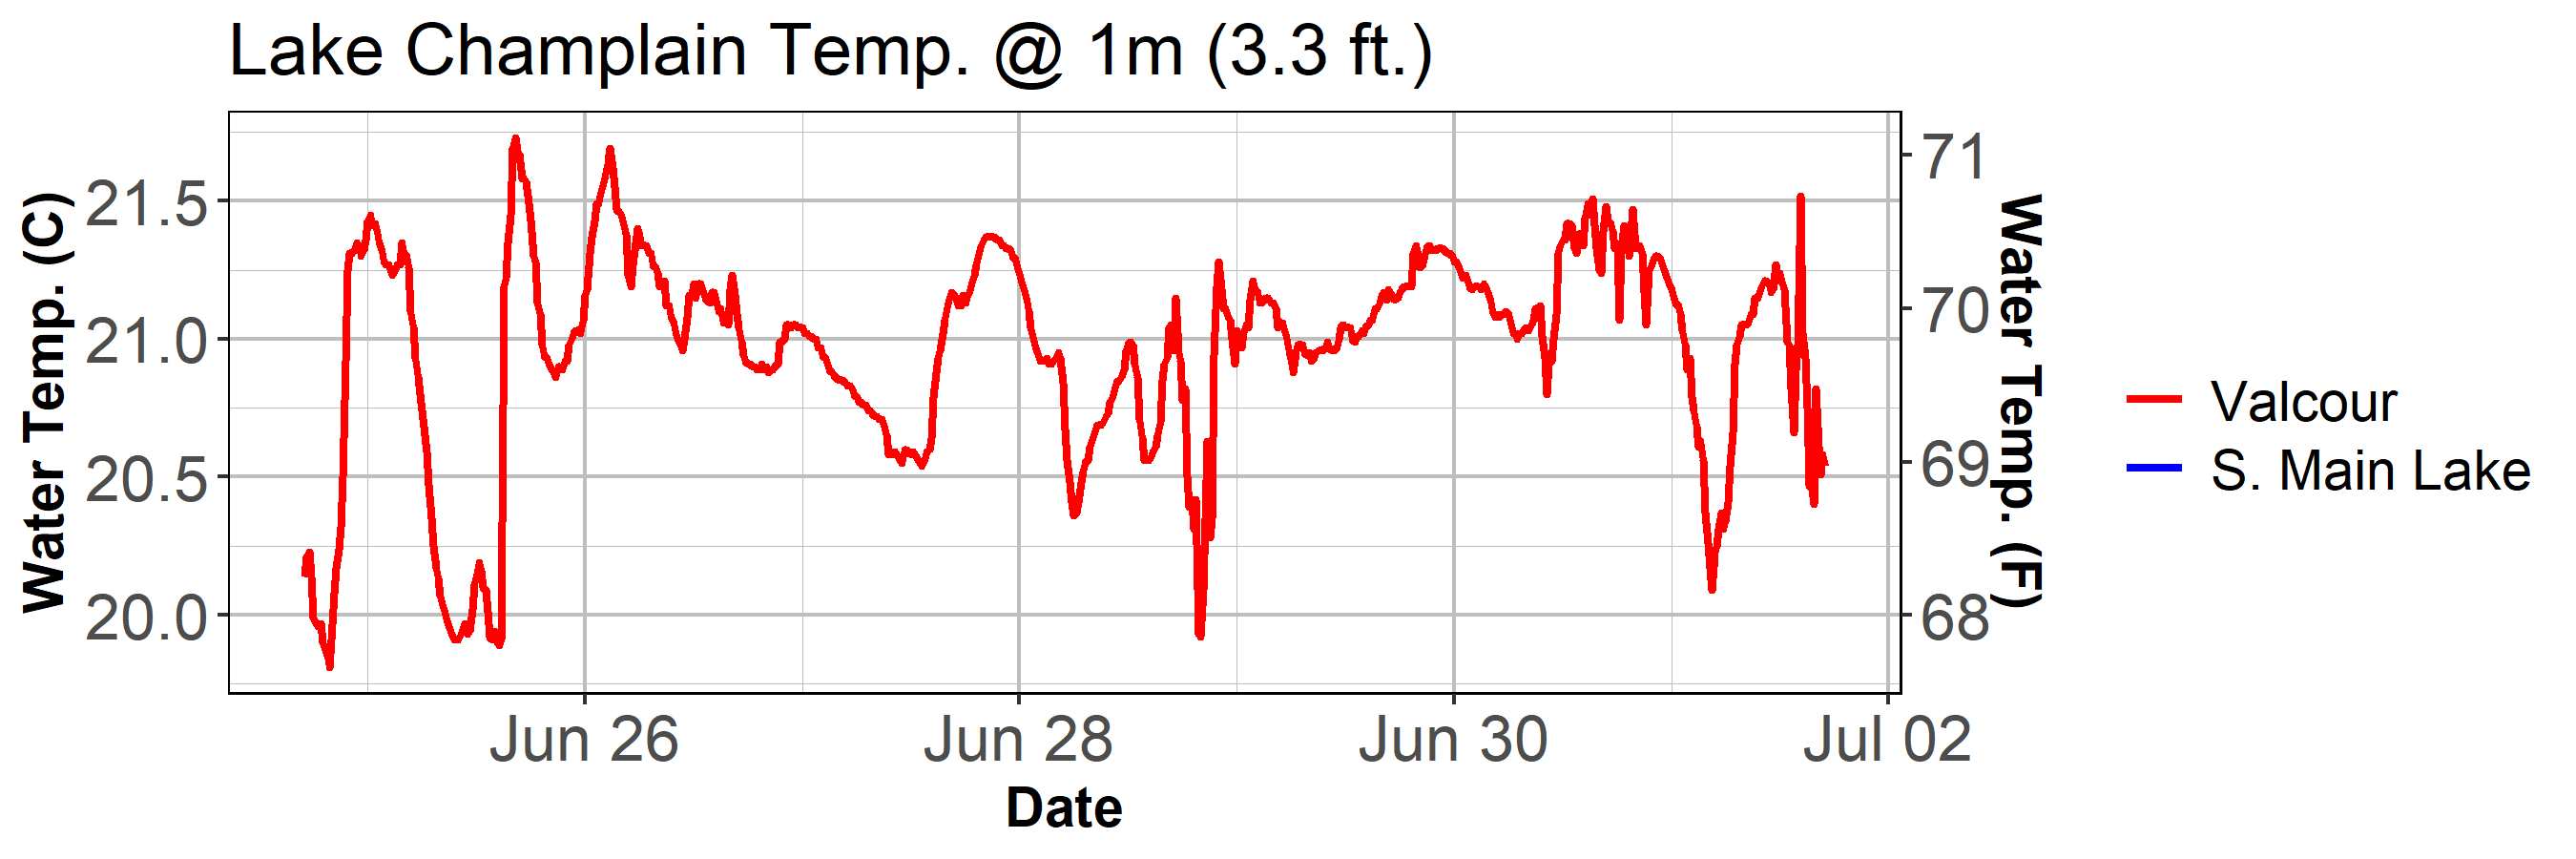 Lake Champlain Temp. @ 1m (3.3 ft.)
Water Temp. (C)
21.5
21.0
20.5
20.0
71
70
69
68
Water Temp. (F)
Jun 26
Jun 28
Jun 30
Jul 02
Date
Valcour
S. Main Lake